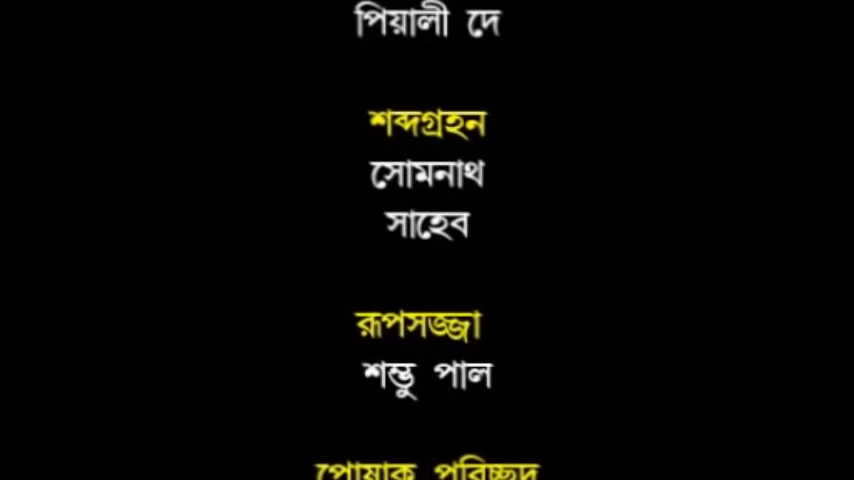 পিয়ালী দে
শব্দগ্রহন
সোমনাথ
সাহেব
রূপসজ্জা
শম্ভু পাল
পোষাক পরিচ্ছদ